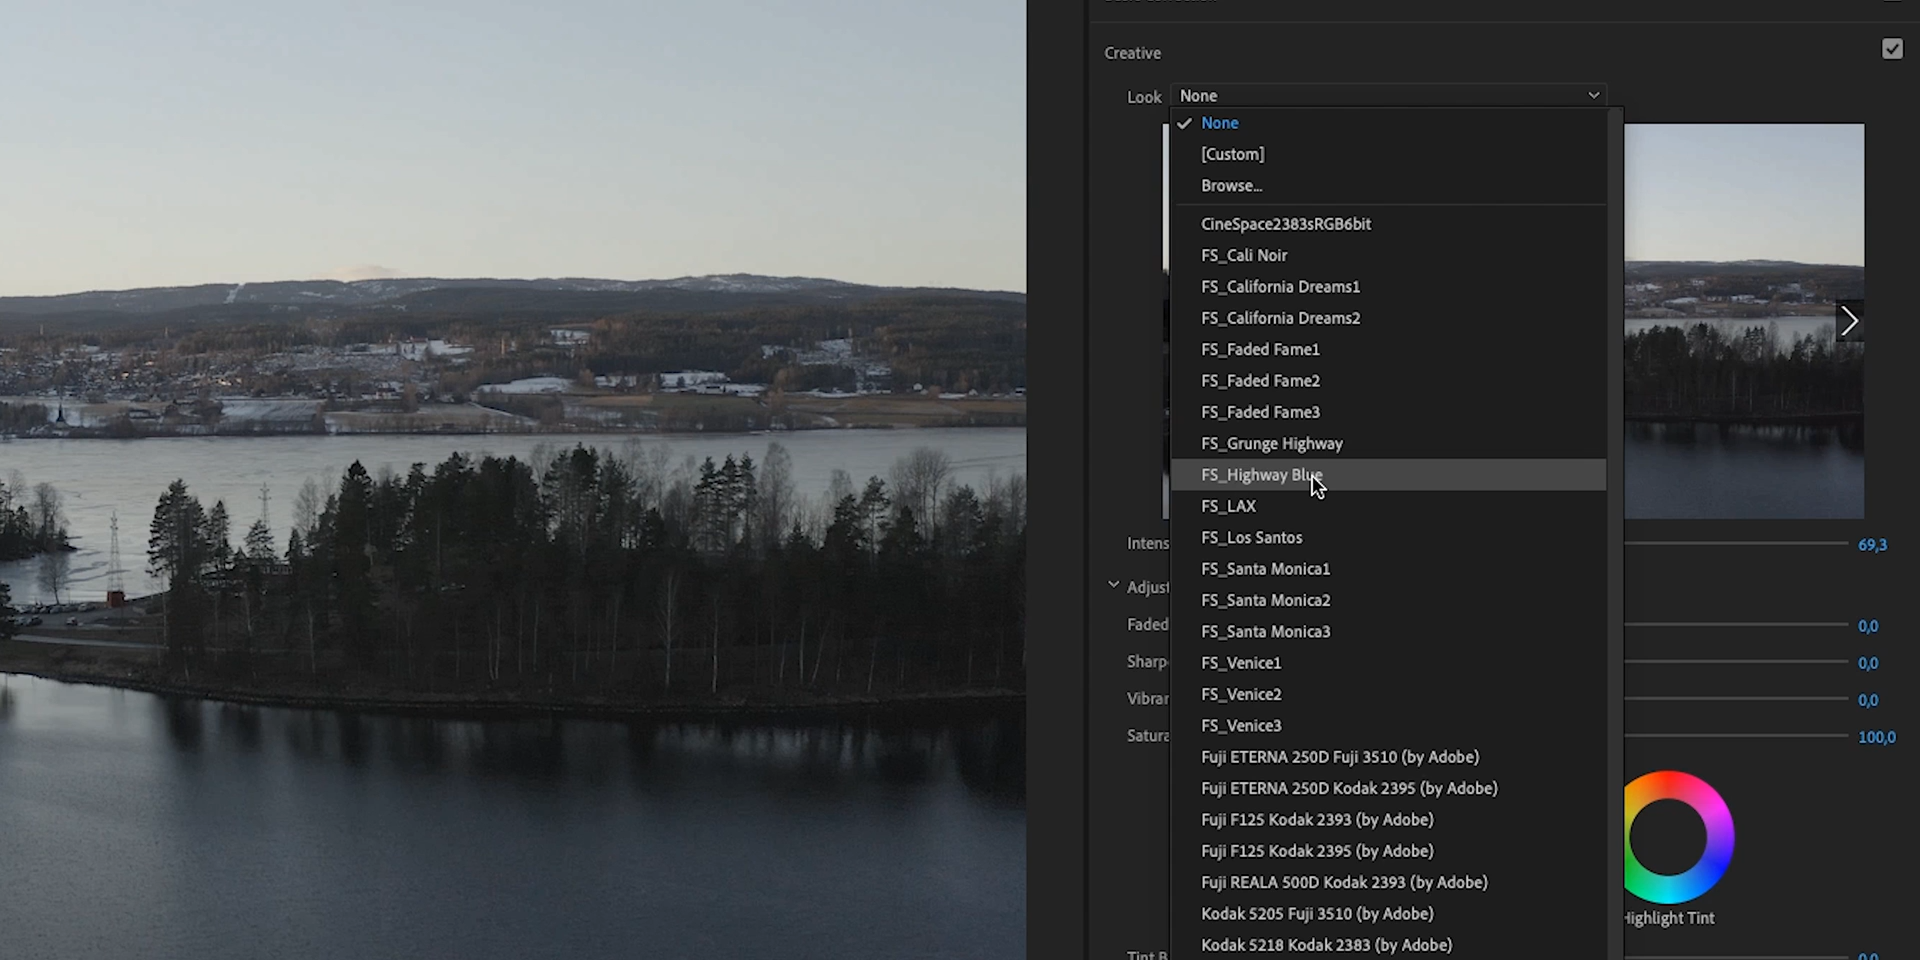 Creative
Look
None
None
[Custom]
Browse...
CineSpace2383sRGB6bit
FS_Cali Noir
FS_California Dreams1
FS_California Dreams2
FS_Faded Fame1
FS_Faded Fame2
FS_Faded Fame3
FS_Grunge Highway
FS_Highway Blue
FS_LAX
FS_Los Santos
Intens 69,3
FS_Santa Monica1
Adjust
FS_Santa Monica2
Faded 0,0
FS_Santa Monica3
Sharp 0,0
FS_Venice1
FS_Venice2
Vibrar 0,0
FS_Venice3
Satura 100,0
Fuji ETERNA 250D Fuji 3510 (by Adobe)
Fuji ETERNA 250D Kodak 2395 (by Adobe)
Fuji F125 Kodak 2393 (by Adobe)
Fuji F125 Kodak 2395 (by Adobe)
Fuji REALA 500D Kodak 2393 (by Adobe)
Kodak 5205 Fuji 3510 (by Adobe)
Highlight Tint
Kodak 5218 Kodak 2383 (by Adobe)
Tint B 0,0